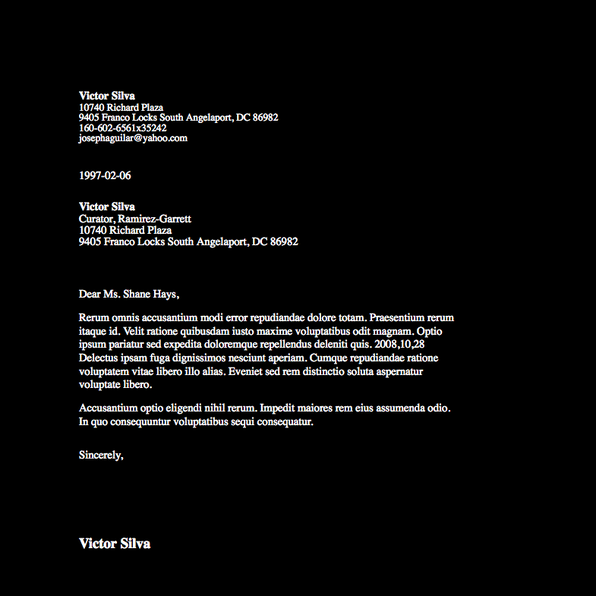 Victor Silva
10740 Richard Plaza
9405 Franco Locks South Angelaport, DC 86982
160-602-6561x35242
josephaguilar@yahoo.com
1997-02-06
Victor Silva
Curator, Ramirez-Garrett
10740 Richard Plaza
9405 Franco Locks South Angelaport, DC 86982
Dear Ms. Shane Hays,
Rerum omnis accusantium modi error repudiandae dolore totam. Praesentium rerum
itaque id. Velit ratione quibusdam iusto maxime voluptatibus odit magnam. Optio
ipsum pariatur sed expedita doloremque repellendus deleniti quis. 2008,10,28
Delectus ipsam fuga dignissimos nesciunt aperiam. Cumque repudiandae ratione
voluptatem vitae libero illo alias. Eveniet sed rem distinctio soluta aspernatur
voluptate libero.
Accusantium optio eligendi nihil rerum. Impedit maiores rem eius assumenda odio.
In quo consequuntur voluptatibus sequi consequatur.
Sincerely,
Victor Silva